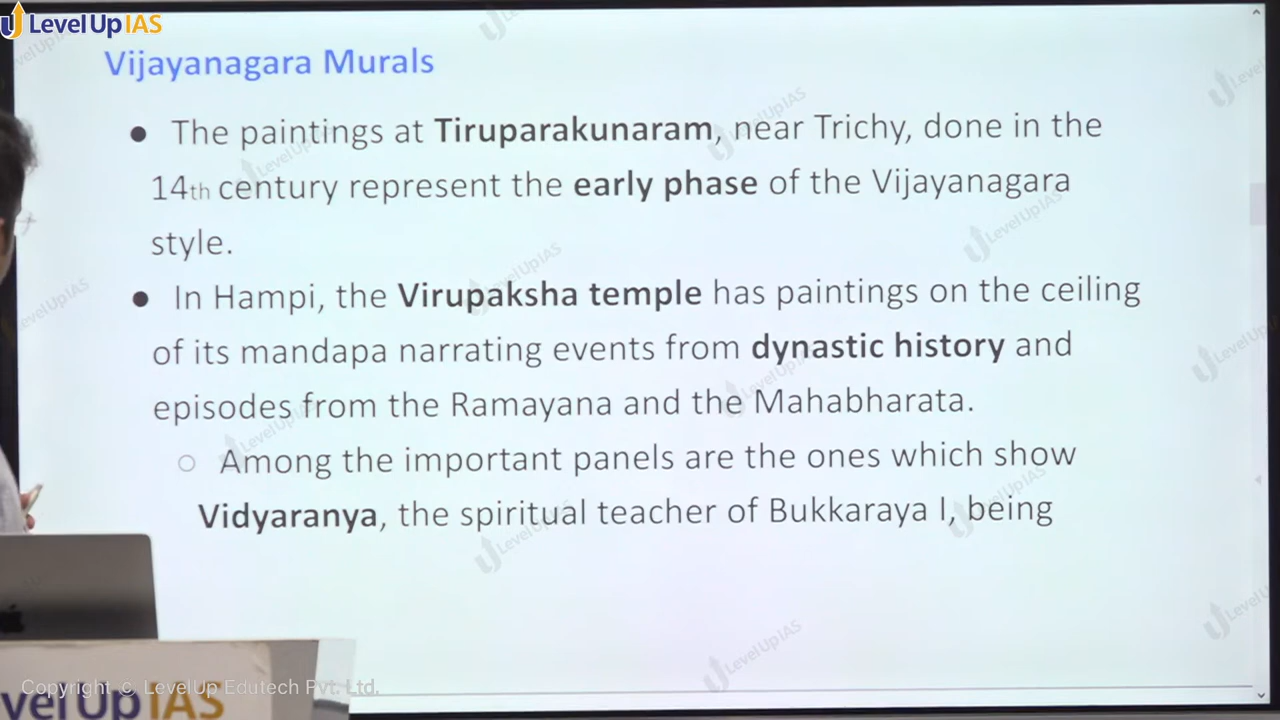 LevelUp IAS
Vijayanagara Murals
● The paintings at Tiruparakunaram, near Trichy, done in the
14th century represent the early phase of the Vijayanagara
style.
● In Hampi, the Virupaksha temple has paintings on the ceiling
of its mandapa narrating events from dynastic history and
episodes from the Ramayana and the Mahabharata.
○ Among the important panels are the ones which show
Vidyaranya, the spiritual teacher of Bukkaraya I, being
Copyright © LevelUp Edutech Pvt. Ltd.
velUpIAS